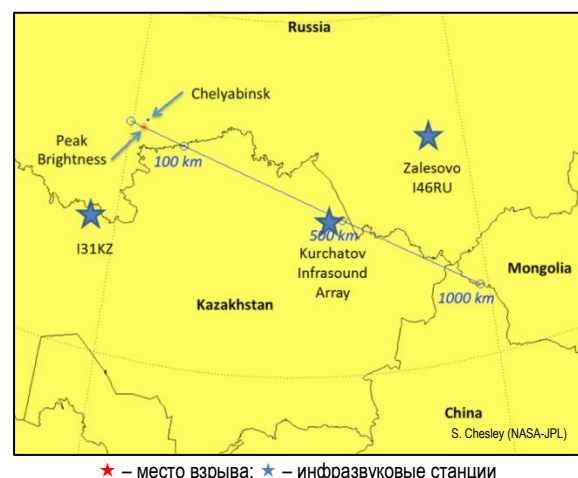 Russia
Chelyabinsk
Peak
Brightness
100 km
Zalesovo
I46RU
I31KZ
500 km
Kurchatov
Infrasound
Array
Mongolia
1000 km
Kazakhstan
China
S. Chesley (NASA-JPL)
★ – место взрыва; ★ – инфразвуковые станции